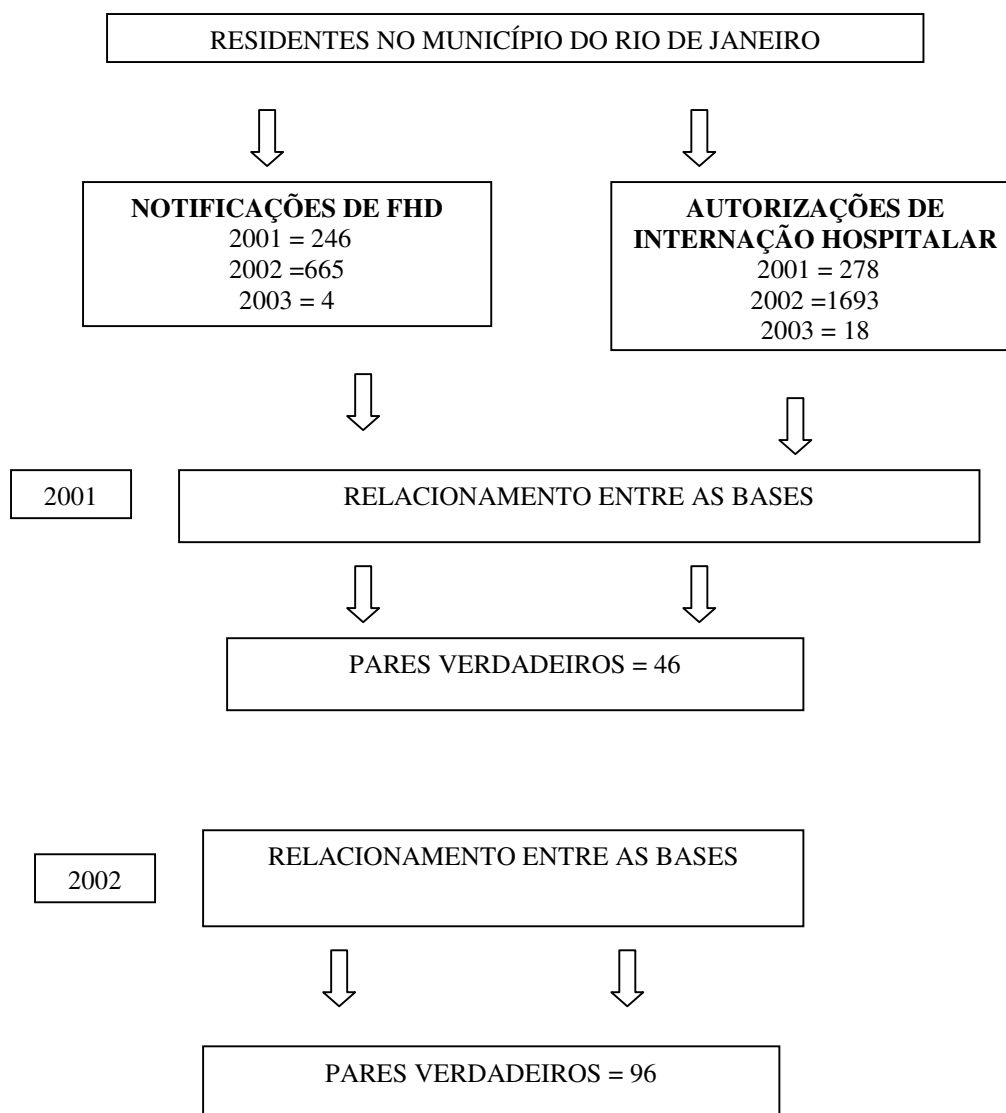 RESIDENTES NO MUNICÍPIO DO RIO DE JANEIRO
NOTIFICAÇÕES DE FHD
2001 = 246
2002 =665
2003 = 4
AUTORIZAÇÕES DE
INTERNAÇÃO HOSPITALAR
2001 = 278
2002 =1693
2003 = 18
2001
RELACIONAMENTO ENTRE AS BASES
PARES VERDADEIROS = 46
2002
RELACIONAMENTO ENTRE AS BASES
PARES VERDADEIROS = 96